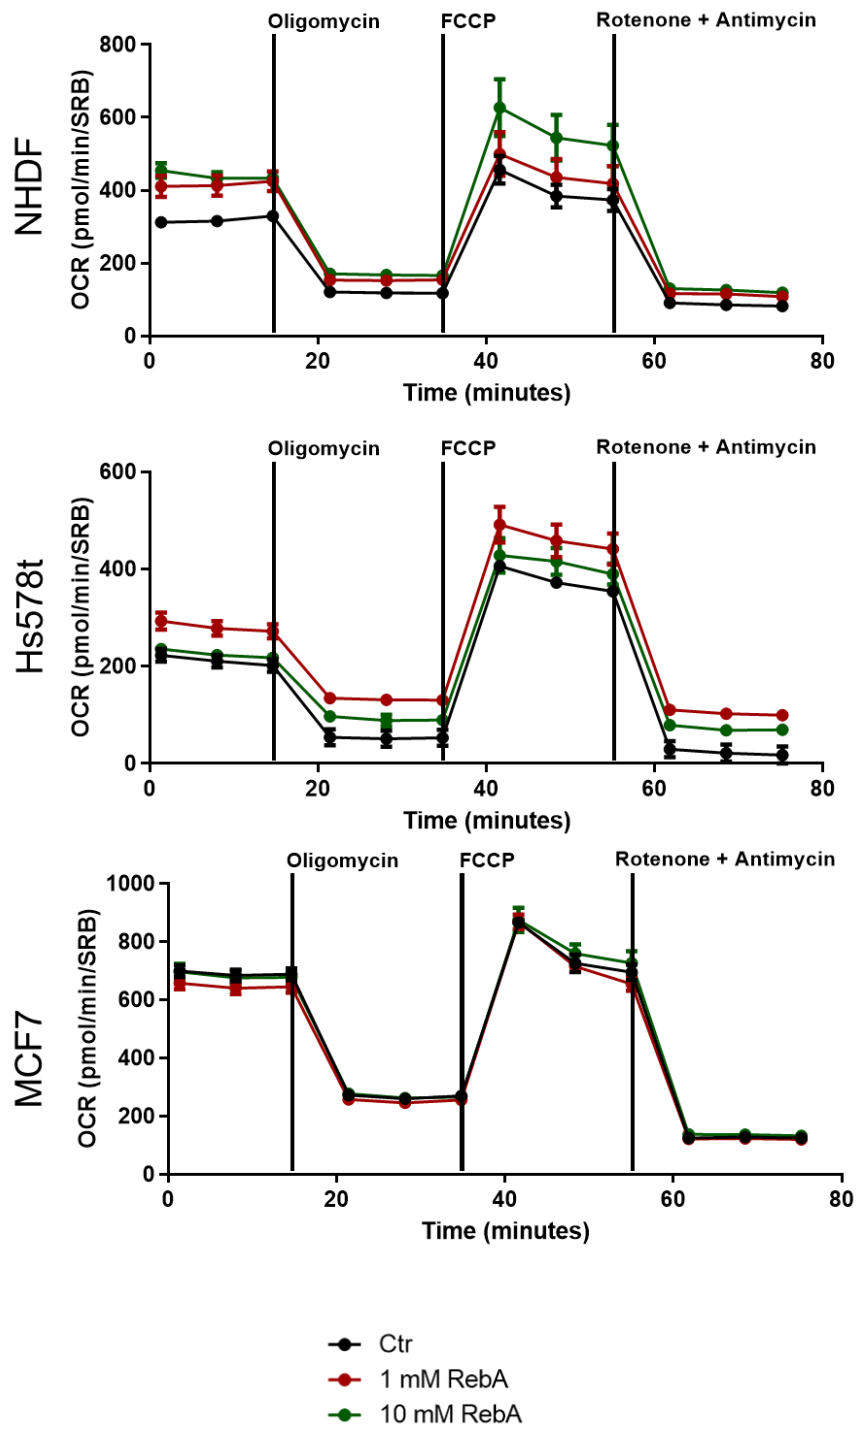 Oligomycin FCCP Rotenone + Antimycin
NHDF
OCR (pmol/min/SRB)
800
600
400
200
0
0 20 40 60 80
Time (minutes)
Oligomycin FCCP Rotenone + Antimycin
Hs578t
OCR (pmol/min/SRB)
600
400
200
0
0 20 40 60 80
Time (minutes)
Oligomycin FCCP Rotenone + Antimycin
MCF7
OCR (pmol/min/SRB)
1000
800
600
400
200
0
0 20 40 60 80
Time (minutes)
Ctr
1 mM RebA
10 mM RebA